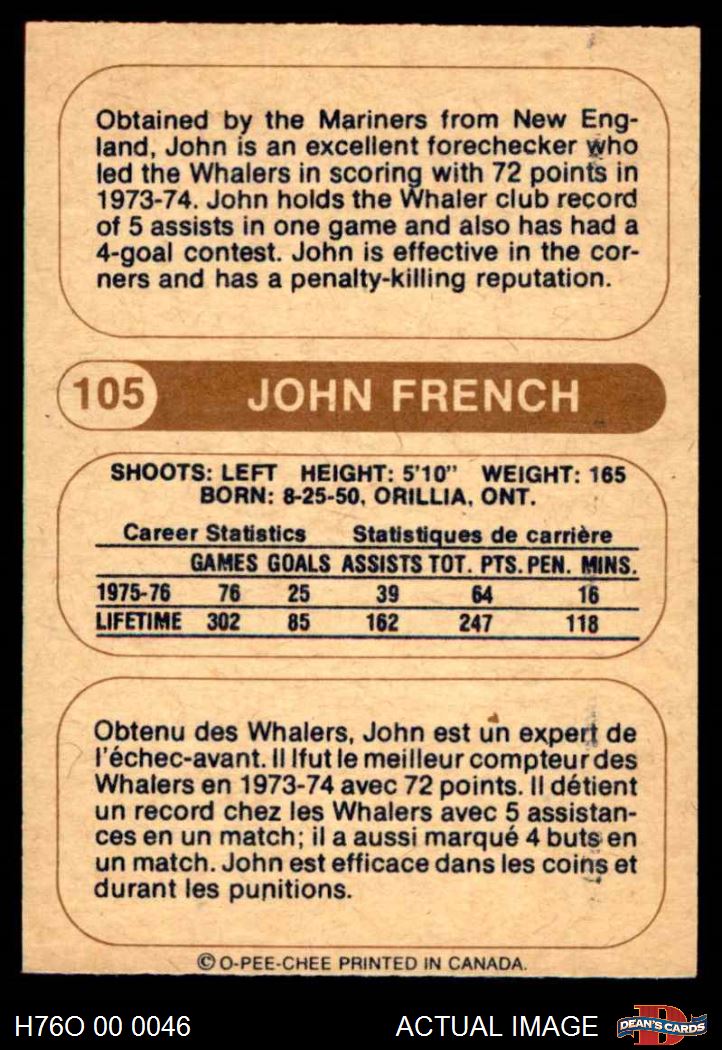 Obtained by the Mariners from New Eng-
land, John is an excellent forechecker who
led the Whalers in scoring with 72 points in
1973-74. John holds the Whaler club record
of 5 assists in one game and also has had a
4-goal contest. John is effective in the cor-
ners and has a penalty-killing reputation.
105 JOHN FRENCH
SHOOTS: LEFT HEIGHT: 5'10" WEIGHT: 165
BORN: 8-25-50, ORILLIA, ONT.
Career Statistics Statistiques de carrière
GAMES GOALS ASSISTS TOT. PTS. PEN. MINS.
1975-76 76 25 39 64 16
LIFETIME 302 85 162 247 118
Obtenu des Whalers, John est un expert de
l'échec-avant. Il lfut le meilleur compteur des
Whalers en 1973-74 avec 72 points. Il détient
un record chez les Whalers avec 5 assistan-
ces en un match; il a aussi marqué 4 buts en
un match. John est efficace dans les coins et
durant les punitions.
© O-PEE-CHEE PRINTED IN CANADA.
H76O 00 0046 ACTUAL IMAGE D DEAN'S CARDS